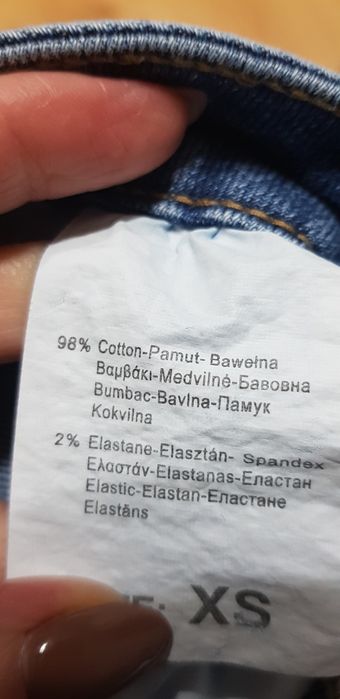 98% Cotton-Pamut- Bawełna
Βαμβάκι-Medvilnė-Бавовна
Bumbac-Bavlna-Памук
Kokvilna
2% Elastane-Elasztán- Spandex
Ελαστάν-Elastanas-Еластан
Elastic-Elastan-Еластане
Elastēns
XS